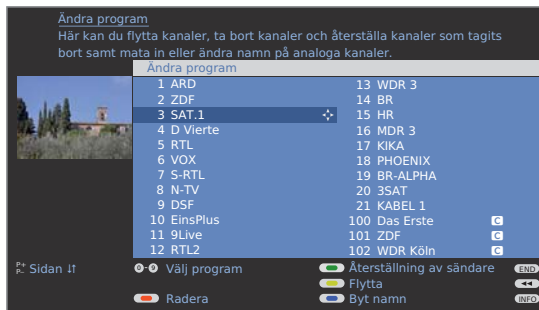 Ändra program
Här kan du flytta kanaler, ta bort kanaler och återställa kanaler som tagits
bort samt mata in eller ändra namn på analoga kanaler.
Ändra program
1 ARD
2 ZDF
3 SAT.1
4 D Vierte
5 RTL
6 VOX
7 S-RTL
8 N-TV
9 DSF
10 EinsPlus
11 9Live
12 RTL2
13 WDR 3
14 BR
15 HR
16 MDR 3
17 KIKA
18 PHOENIX
19 BR-ALPHA
20 3SAT
21 KABEL 1
100 Das Erste C
101 ZDF C
102 WDR Köln C
P+ P- Sidan ↓↑
0-9 Välj program
Återställning av sändare END
Flytta
Radera
Byt namn INFO